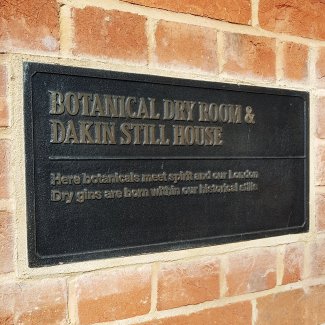 BOTANICAL DRY ROOM &
DAKIN STILL HOUSE
Here botanicals meet spirit and our London
Dry gins are born within our historical stills